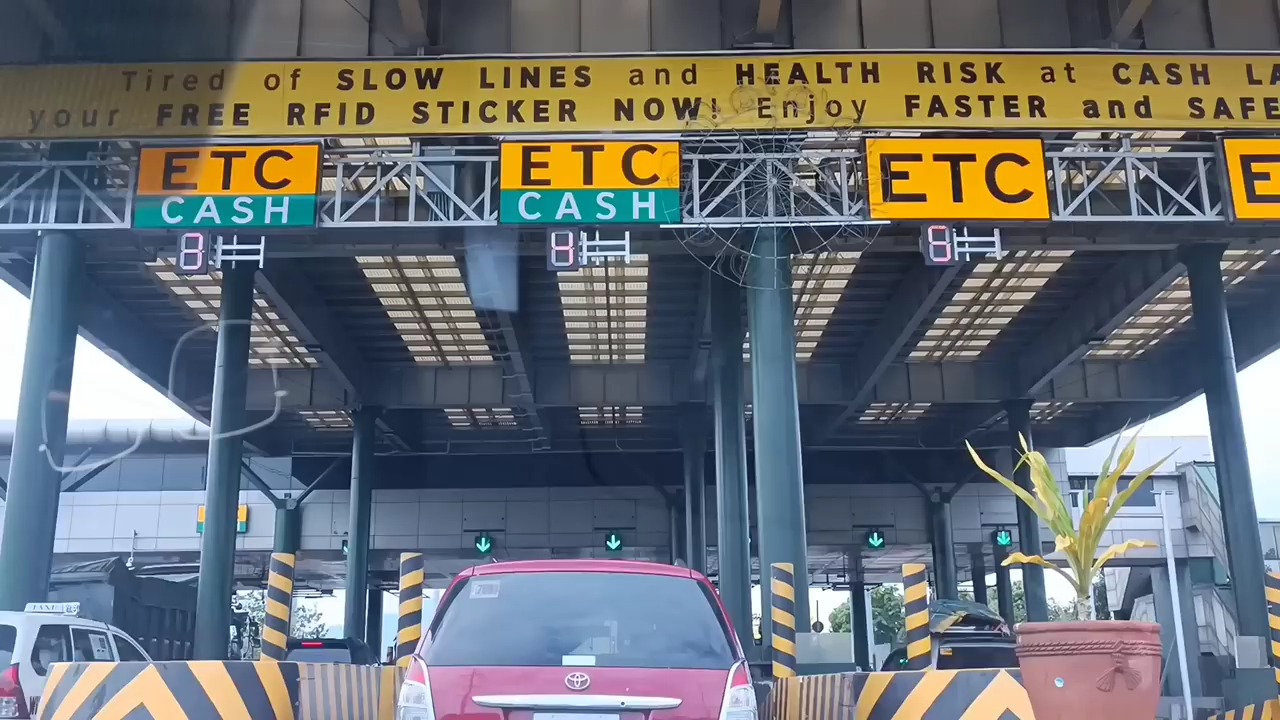 Tired of SLOW LINES and HEALTH RISK at CASH LA
your FREE RFID STICKER NOW! Enjoy FASTER and SAFE
ETC
CASH
ETC
CASH
ETC
E
TAXI